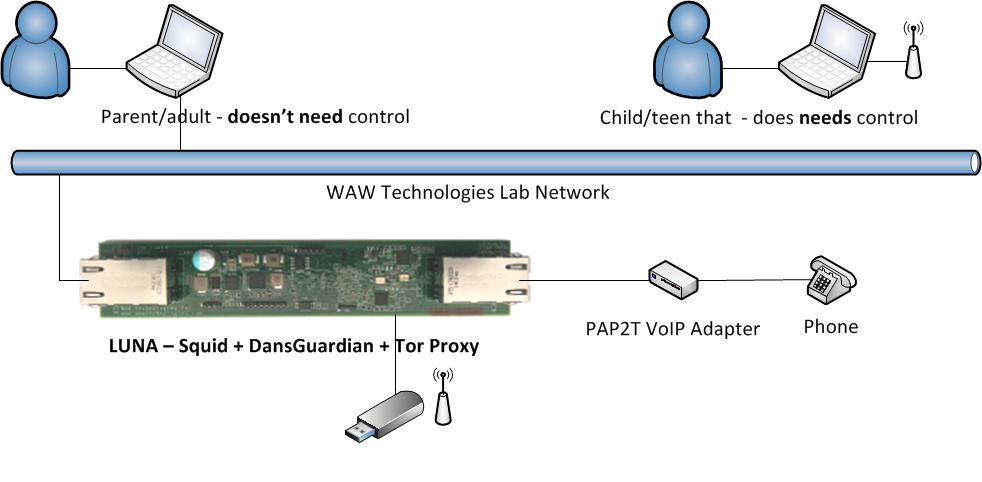 Parent/adult - doesn't need control
Child/teen that - does needs control
WAW Technologies Lab Network
PAP2T VoIP Adapter
Phone
LUNA – Squid + DansGuardian + Tor Proxy